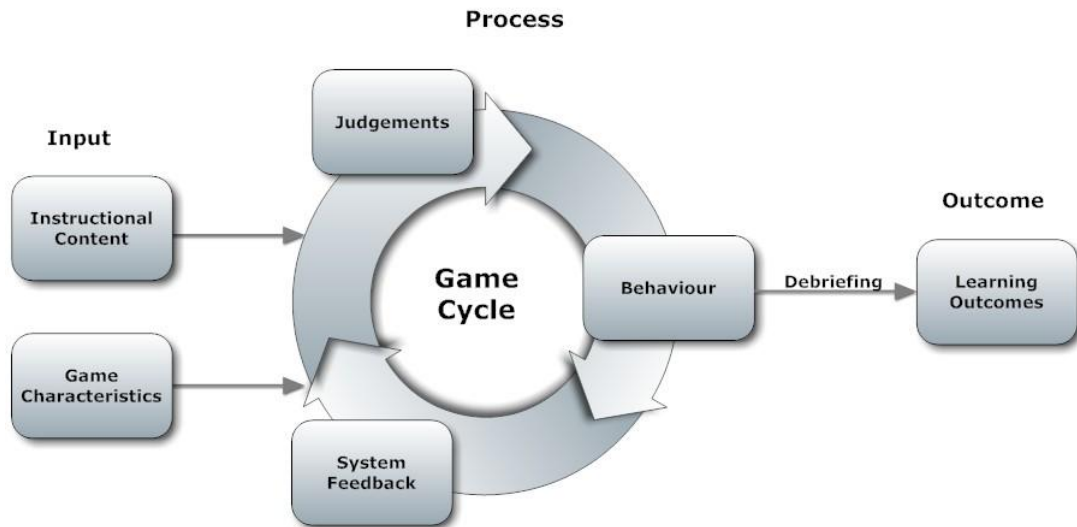 Process
Input
Judgements
Instructional
Content
Game
Cycle
Behaviour
Debriefing
Outcome
Learning
Outcomes
Game
Characteristics
System
Feedback